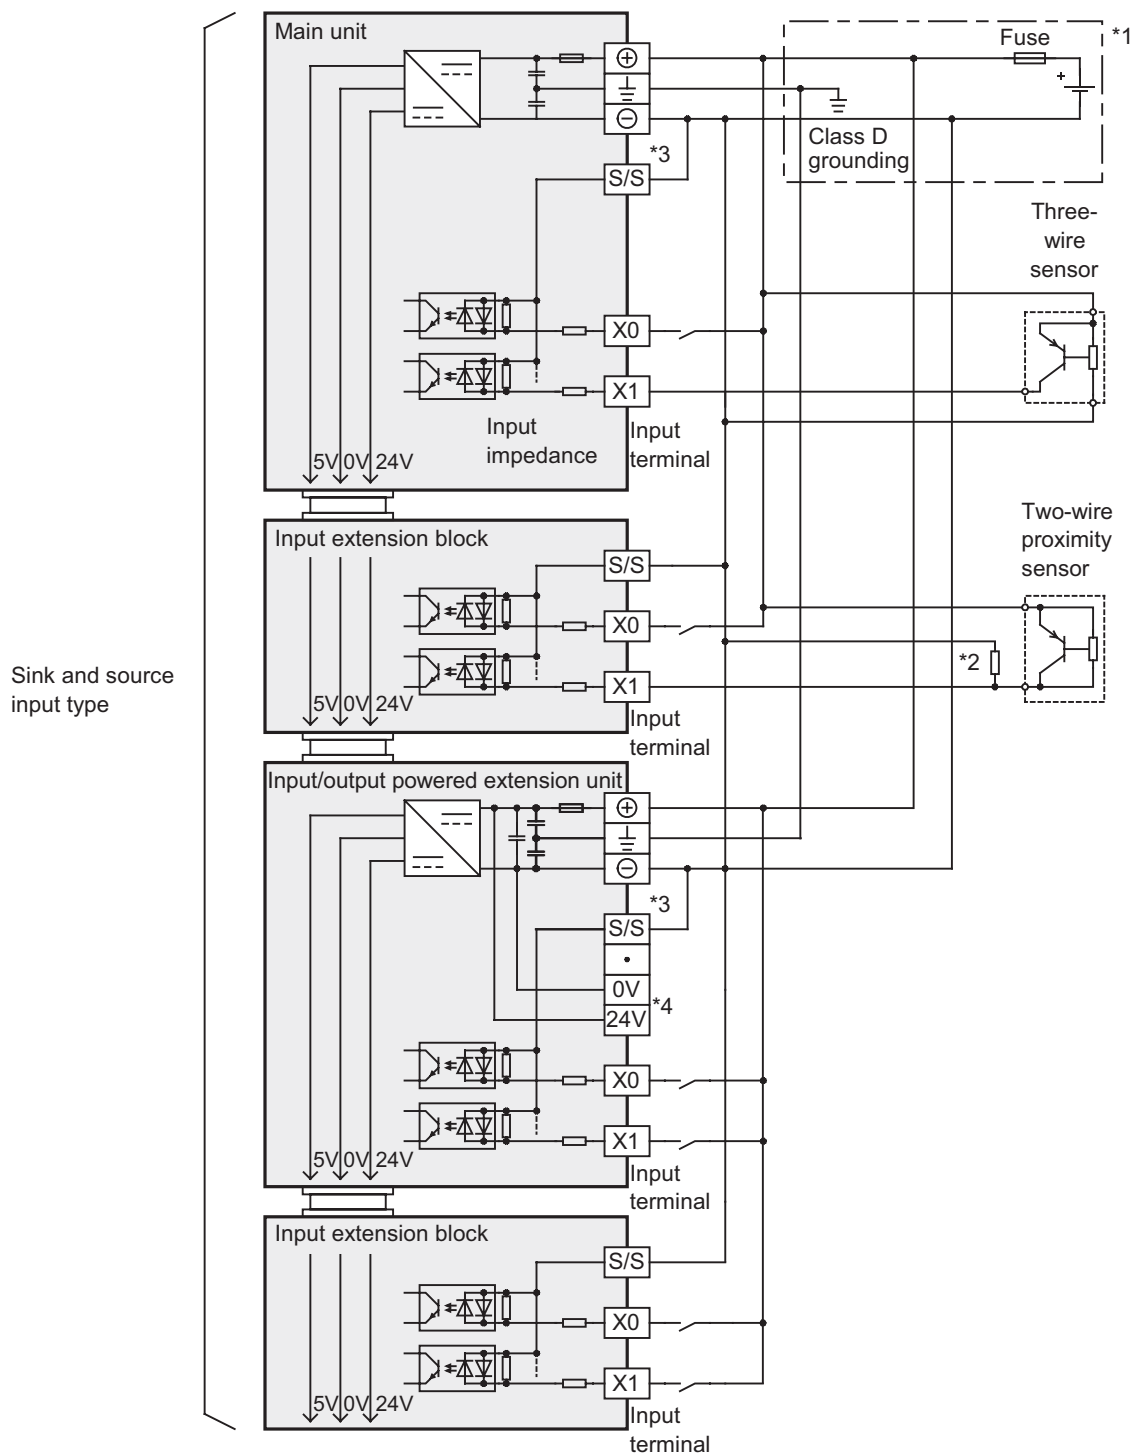 Main unit
Fuse
*1
+
Class D
grounding
*3
S/S
Three-
wire
sensor
X0
X1
Input
impedance
Input
terminal
5V 0V 24V
Input extension block
S/S
Two-wire
proximity
sensor
X0
*2
X1
Sink and source
input type
5V 0V 24V
Input
terminal
Input/output powered extension unit
*3
S/S
0V
*4
24V
X0
X1
5V 0V 24V
Input
terminal
Input extension block
S/S
X0
X1
5V 0V 24V
Input
terminal